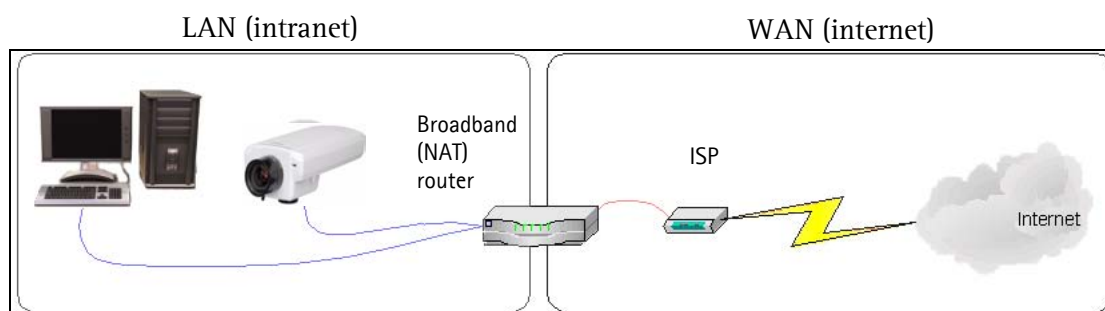 LAN (intranet)
WAN (internet)
Broadband
(NAT)
router
ISP
Internet